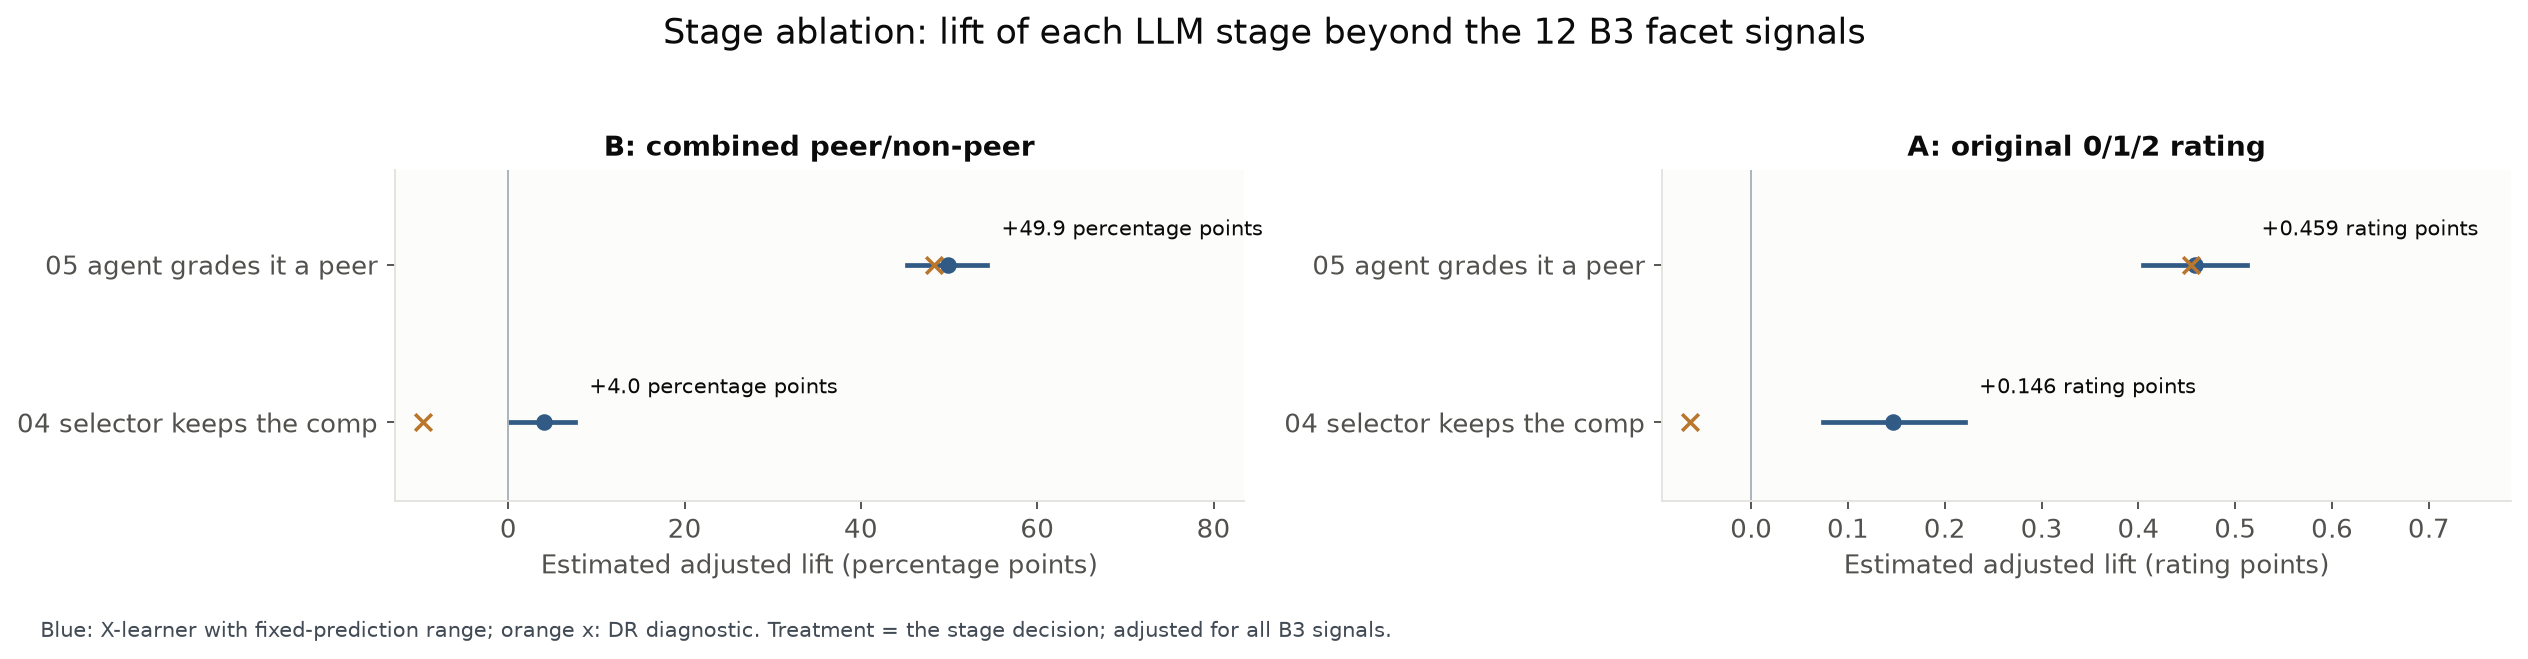 Stage ablation: lift of each LLM stage beyond the 12 B3 facet signals
B: combined peer/non-peer
+49.9 percentage points
05 agent grades it a peer
+4.0 percentage points
04 selector keeps the comp
0 20 40 60 80
Estimated adjusted lift (percentage points)
A: original 0/1/2 rating
+0.459 rating points
05 agent grades it a peer
+0.146 rating points
04 selector keeps the comp
0.0 0.1 0.2 0.3 0.4 0.5 0.6 0.7
Estimated adjusted lift (rating points)
Blue: X-learner with fixed-prediction range; orange x: DR diagnostic. Treatment = the stage decision; adjusted for all B3 signals.